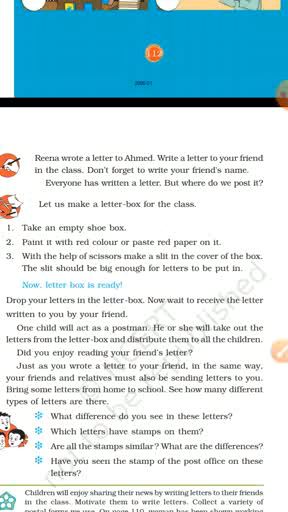 112
Reena wrote a letter to Ahmed. Write a letter to your friend
in the class. Don't forget to write your friend's name.
Everyone has written a letter. But where do we post it?
Let us make a letter-box for the class.
1. Take an empty shoe box.
2. Paint it with red colour or paste red paper on it.
3. With the help of scissors make a slit in the cover of the box.
The slit should be big enough for letters to be put in.
Now, letter box is ready!
Drop your letters in the letter-box. Now wait to receive the letter
written to you by your friend.
One child will act as a postman. He or she will take out the
letters from the letter-box and distribute them to all the children.
Did you enjoy reading your friend's letter?
Just as you wrote a letter to your friend, in the same way,
your friends and relatives must also be sending letters to you.
Bring some letters from home to school. See how many different
types of letters are there.
What difference do you see in these letters?
Which letters have stamps on them?
Are all the stamps similar? What are the differences?
Have you seen the stamp of the post office on these
letters?
Children will enjoy sharing their news by writing letters to their friends
in the class. Motivate them to write letters. Collect a variety of